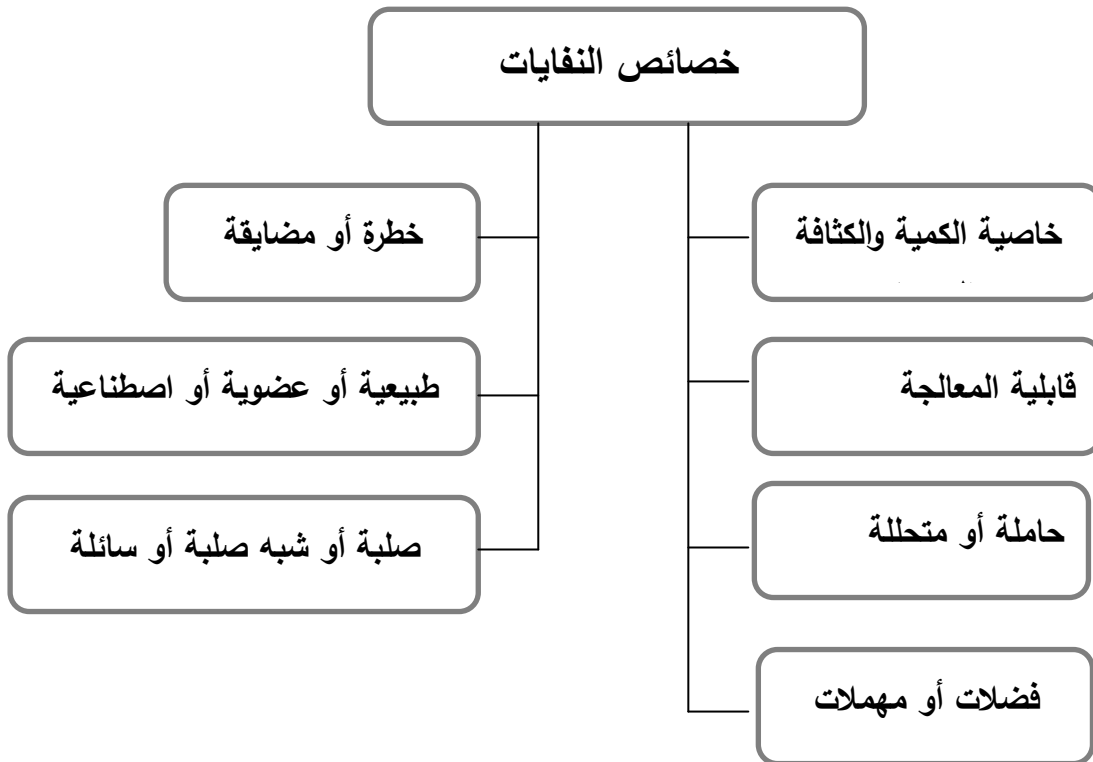 خصائص النفايات
خاصية الكمية والكثافة
خطرة أو مضايقة
قابلية المعالجة
طبيعية أو عضوية أو اصطناعية
حاملة أو متحللة
صلبة أو شبه صلبة أو سائلة
فضلات أو مهملات